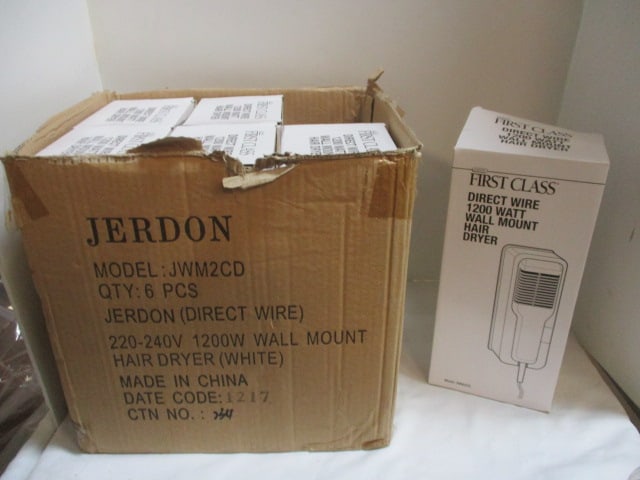 JERDON
MODEL: JWM2CD
QTY: 6 PCS
JERDON (DIRECT WIRE)
220-240V 1200W WALL MOUNT
HAIR DRYER (WHITE)
MADE IN CHINA
DATE CODE: 1217
CTN NO.:
FIRST CLASS
DIRECT WIRE
1200 WATT
WALL MOUNT
HAIR DRYER
FIRST CLASS
DIRECT WIRE
1200 WATT
WALL MOUNT
HAIR
DRYER